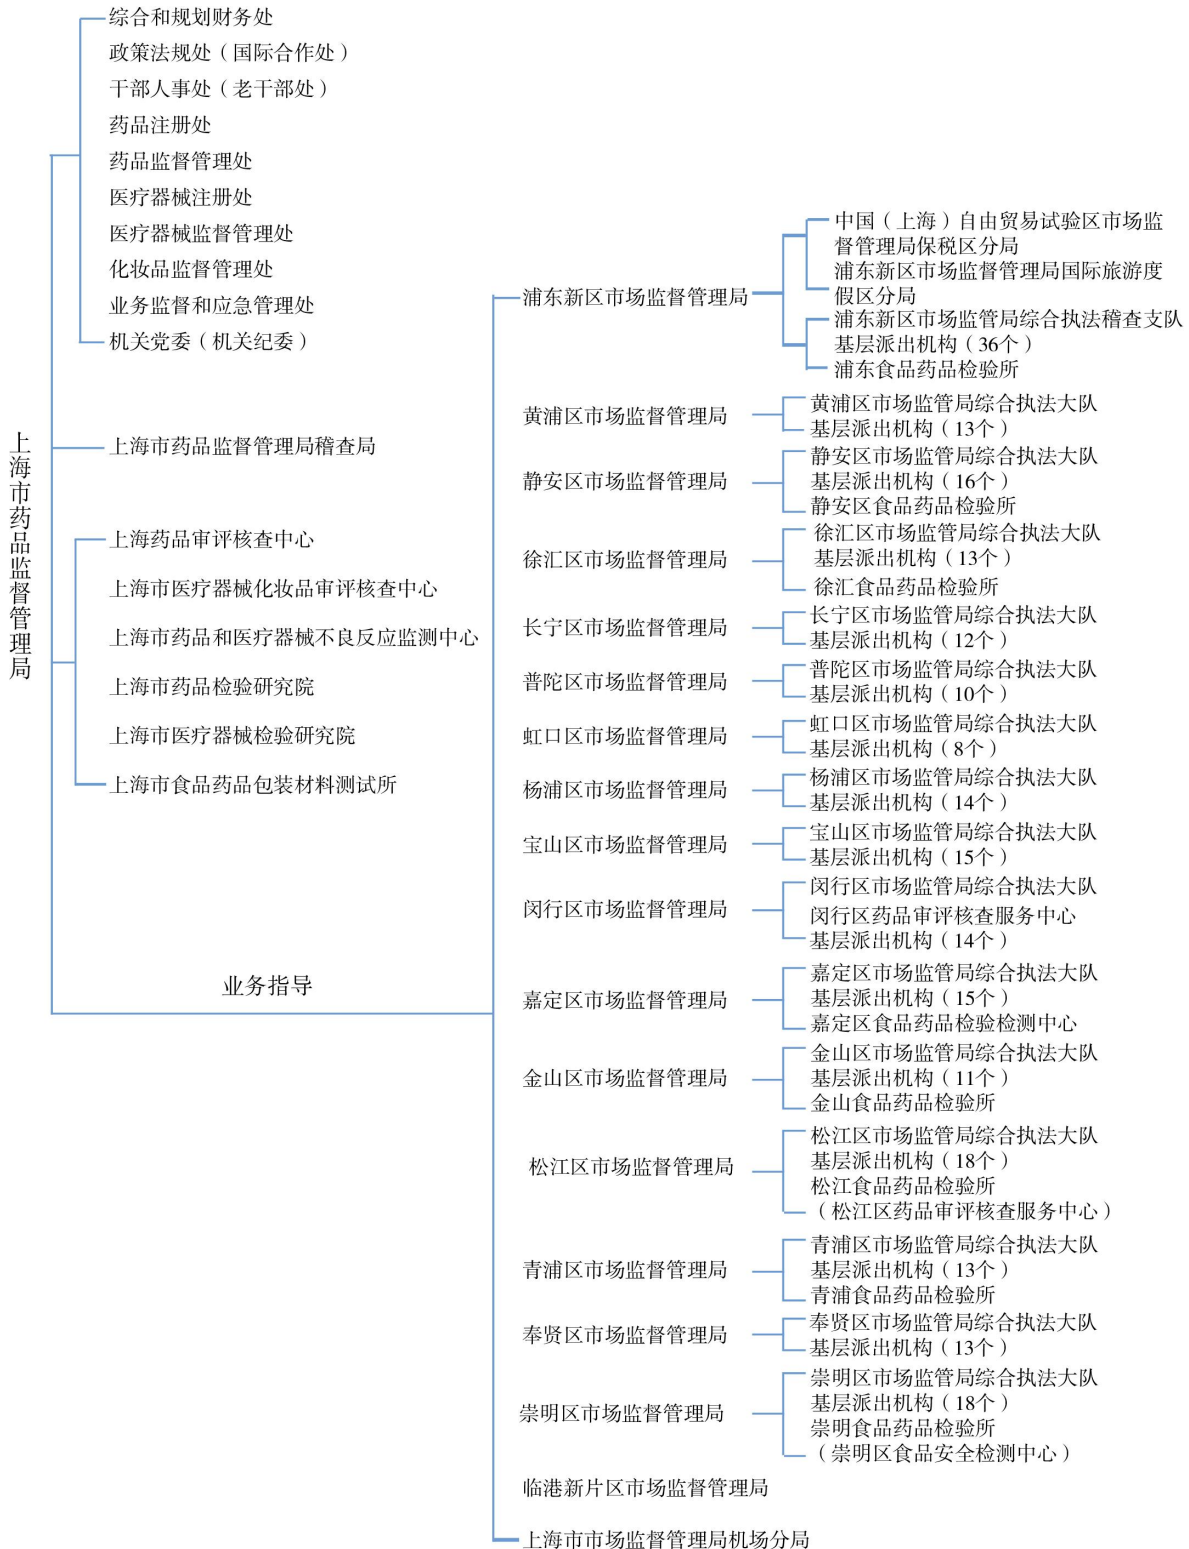 上海市药品监督管理局
综合和规划财务处
政策法规处（国际合作处）
干部人事处（老干部处）
药品注册处
药品监督管理处
医疗器械注册处
医疗器械监督管理处
化妆品监督管理处
业务监督和应急管理处
机关党委（机关纪委）
上海市药品监督管理局稽查局
上海药品审评核查中心
上海市医疗器械化妆品审评核查中心
上海市药品和医疗器械不良反应监测中心
上海市药品检验研究院
上海市医疗器械检验研究院
上海市食品药品包装材料测试所
业务指导
浦东新区市场监督管理局
中国（上海）自由贸易试验区市场监
督管理局保税区分局
浦东新区市场监督管理局国际旅游度
假区分局
浦东新区市场监管局综合执法稽查支队
基层派出机构（36个）
浦东食品药品检验所
黄浦区市场监督管理局
黄浦区市场监管局综合执法大队
基层派出机构（13个）
静安区市场监督管理局
静安区市场监管局综合执法大队
基层派出机构（16个）
静安区食品药品检验所
徐汇区市场监督管理局
徐汇区市场监管局综合执法大队
基层派出机构（13个）
徐汇食品药品检验所
长宁区市场监督管理局
长宁区市场监管局综合执法大队
基层派出机构（12个）
普陀区市场监督管理局
普陀区市场监管局综合执法大队
基层派出机构（10个）
虹口区市场监督管理局
虹口区市场监管局综合执法大队
基层派出机构（8个）
杨浦区市场监督管理局
杨浦区市场监管局综合执法大队
基层派出机构（14个）
宝山区市场监督管理局
宝山区市场监管局综合执法大队
基层派出机构（15个）
闵行区市场监督管理局
闵行区市场监管局综合执法大队
闵行区药品审评核查服务中心
基层派出机构（14个）
嘉定区市场监督管理局
嘉定区市场监管局综合执法大队
基层派出机构（15个）
嘉定区食品药品检验检测中心
金山区市场监督管理局
金山区市场监管局综合执法大队
基层派出机构（11个）
金山食品药品检验所
松江区市场监督管理局
松江区市场监管局综合执法大队
基层派出机构（18个）
松江食品药品检验所
（松江区药品审评核查服务中心）
青浦区市场监督管理局
青浦区市场监管局综合执法大队
基层派出机构（13个）
青浦食品药品检验所
奉贤区市场监督管理局
奉贤区市场监管局综合执法大队
基层派出机构（13个）
崇明区市场监督管理局
崇明区市场监管局综合执法大队
基层派出机构（18个）
崇明食品药品检验所
（崇明区食品安全检测中心）
临港新片区市场监督管理局
上海市市场监督管理局机场分局